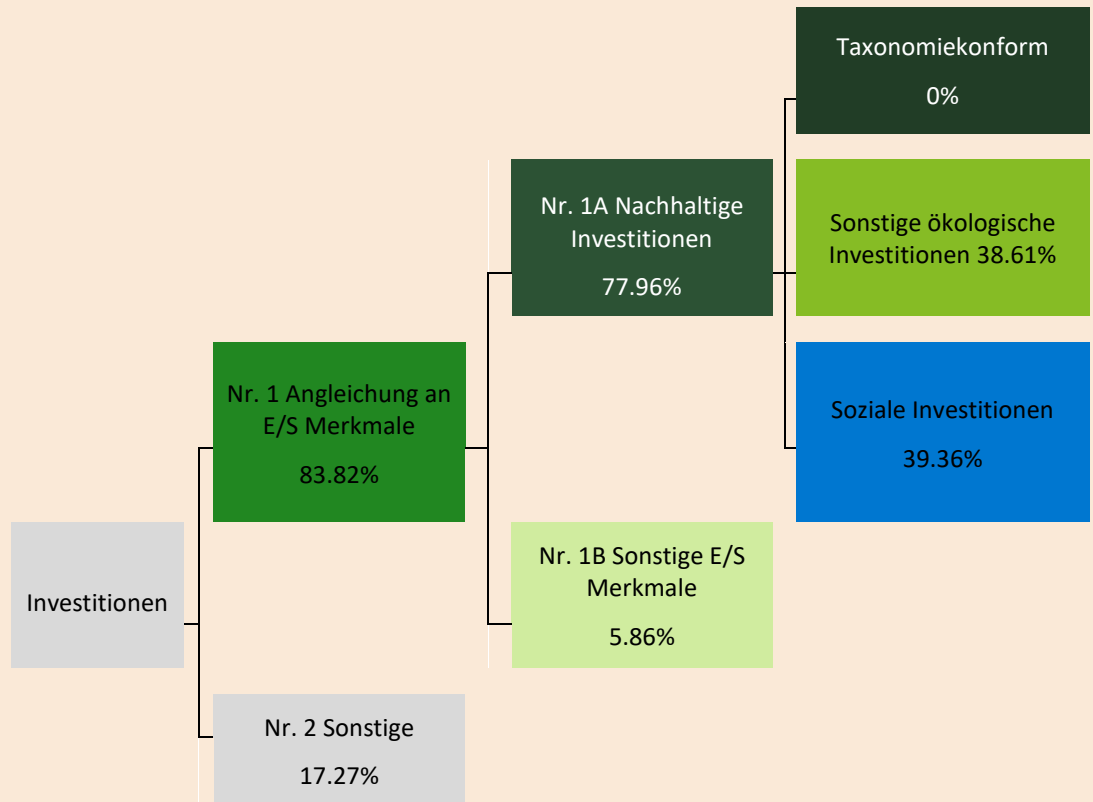 Taxonomiekonform
0%
Nr. 1A Nachhaltige
Investitionen
77.96%
Sonstige ökologische
Investitionen 38.61%
Nr. 1 Angleichung an
E/S Merkmale
83.82%
Soziale Investitionen
39.36%
Investitionen
Nr. 1B Sonstige E/S
Merkmale
5.86%
Nr. 2 Sonstige
17.27%